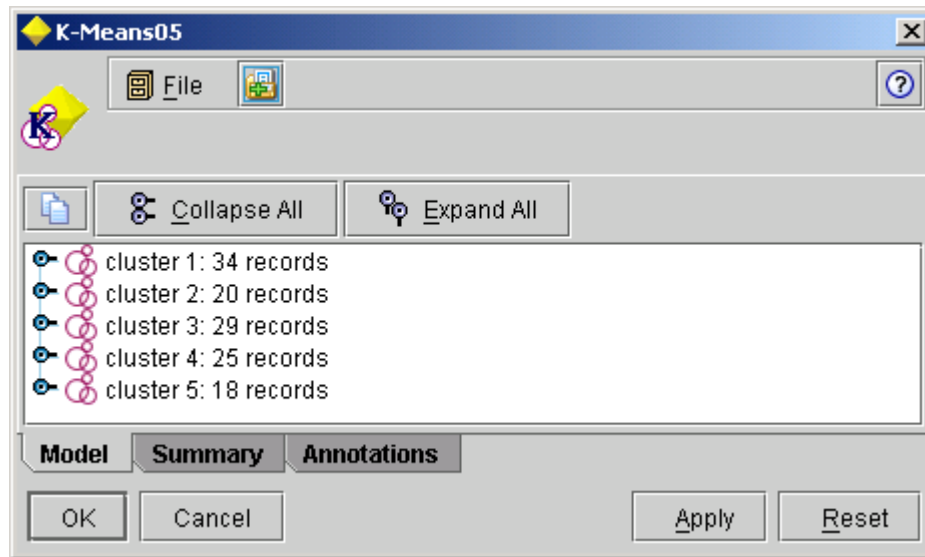 K-Means05
File
Collapse All Expand All
cluster 1: 34 records
cluster 2: 20 records
cluster 3: 29 records
cluster 4: 25 records
cluster 5: 18 records
Model Summary Annotations
OK Cancel Apply Reset